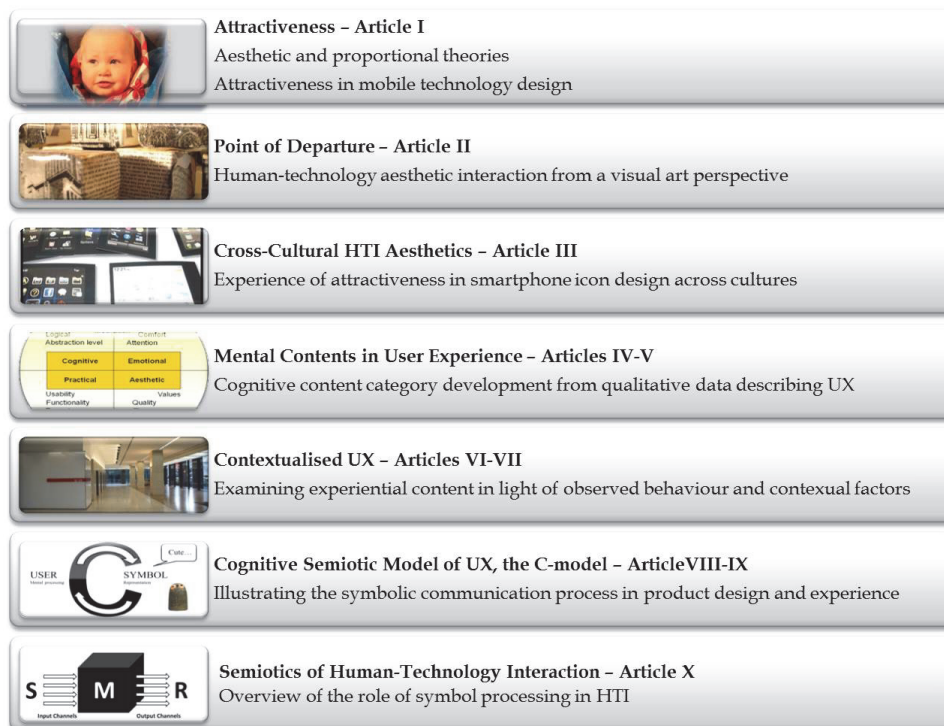 Attractiveness – Article I
Aesthetic and proportional theories
Attractiveness in mobile technology design
Point of Departure – Article II
Human-technology aesthetic interaction from a visual art perspective
Cross-Cultural HTI Aesthetics – Article III
Experience of attractiveness in smartphone icon design across cultures
Logical Comfort
Abstraction level Attention
Cognitive Emotional
Practical Aesthetic
Usability Values
Functionality Quality
Mental Contents in User Experience – Articles IV-V
Cognitive content category development from qualitative data describing UX
Contextualised UX – Articles VI-VII
Examining experiential content in light of observed behaviour and contexual factors
Cute...
USER C SYMBOL
Mental processing Representation
Cognitive Semiotic Model of UX, the C-model – ArticleVIII-IX
Illustrating the symbolic communication process in product design and experience
S M R
Input Channels Output Channels
Semiotics of Human-Technology Interaction – Article X
Overview of the role of symbol processing in HTI